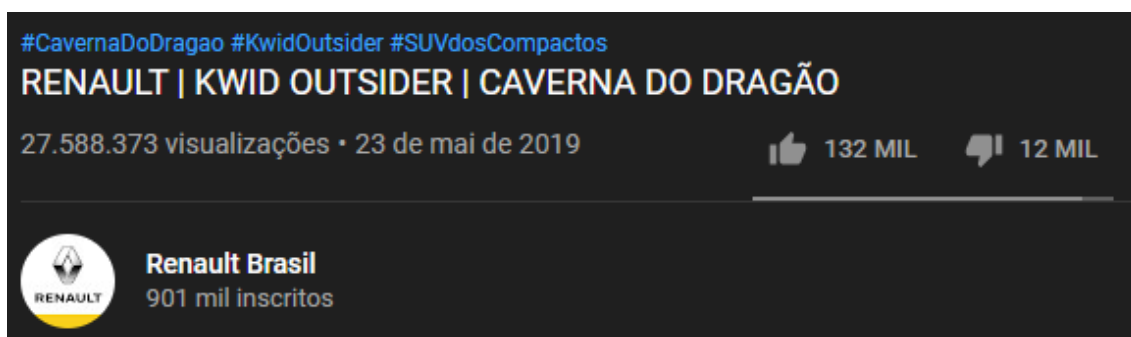 #CavernaDoDragao #KwidOutsider #SUVdosCompactos
RENAULT | KWID OUTSIDER | CAVERNA DO DRAGÃO
27.588.373 visualizações • 23 de mai de 2019 132 MIL 12 MIL
Renault Brasil
RENAULT
901 mil inscritos